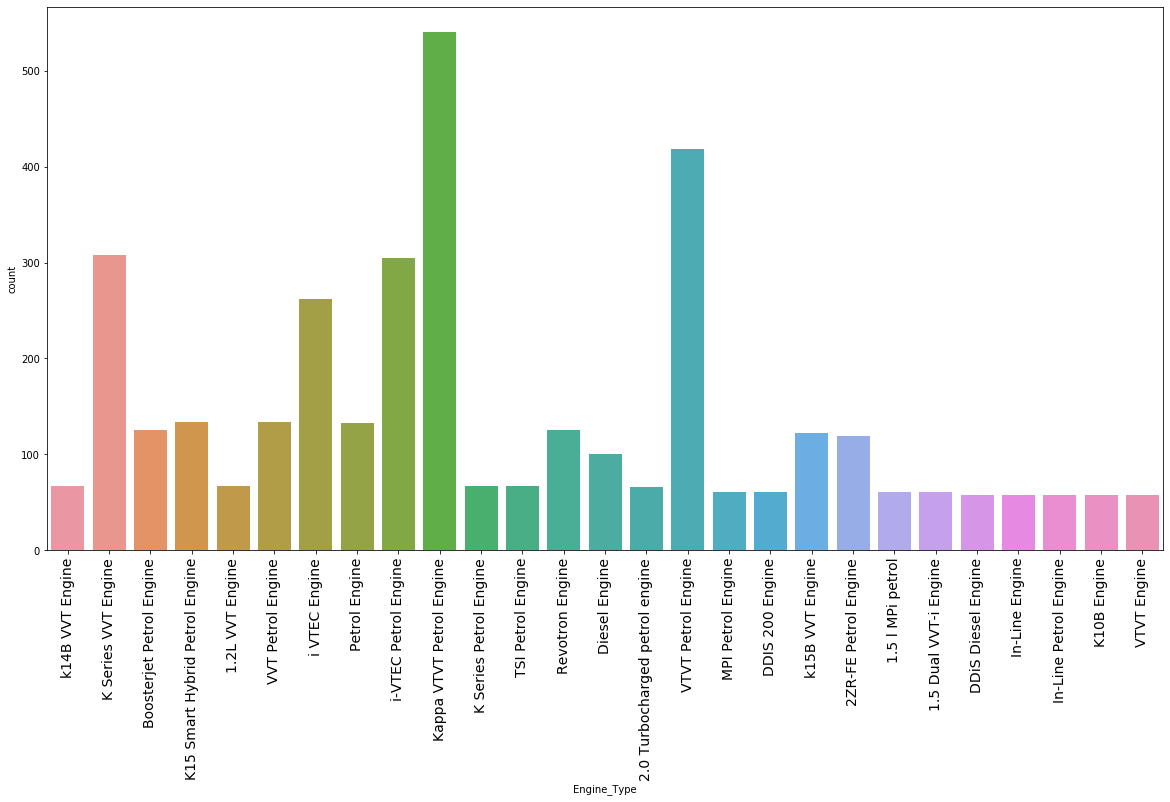 500
400
300
200
100
0
count
k14B VVT Engine
K Series VVT Engine
Boosterjet Petrol Engine
K15 Smart Hybrid Petrol Engine
1.2L VVT Engine
VVT Petrol Engine
i VTEC Engine
Petrol Engine
i-VTEC Petrol Engine
Kappa VTVT Petrol Engine
K Series Petrol Engine
TSI Petrol Engine
Revotron Engine
Diesel Engine
2.0 Turbocharged petrol engine
VTVT Petrol Engine
MPI Petrol Engine
DDIS 200 Engine
k15B VVT Engine
2ZR-FE Petrol Engine
1.5 l MPi petrol
1.5 Dual VVT-i Engine
DDiS Diesel Engine
In-Line Engine
In-Line Petrol Engine
K10B Engine
VTVT Engine
Engine_Type